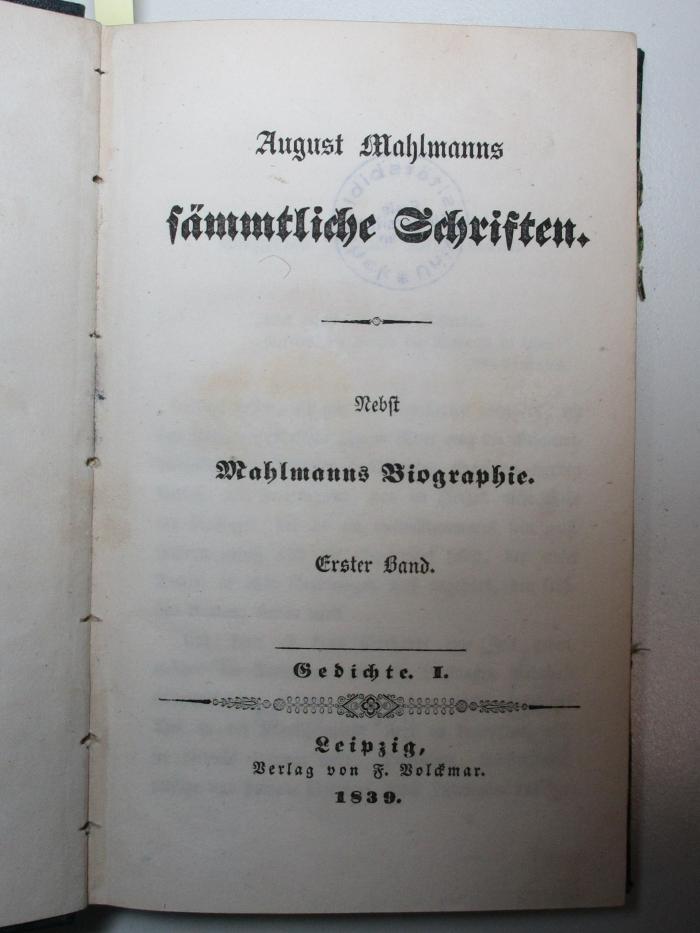 August Mahlmanns
sämmtliche Schriften.
Nebst
Mahlmanns Biographie.
Erster Band.
Gedichte. I.
Leipzig,
Verlag von F. Volckmar.
1839.